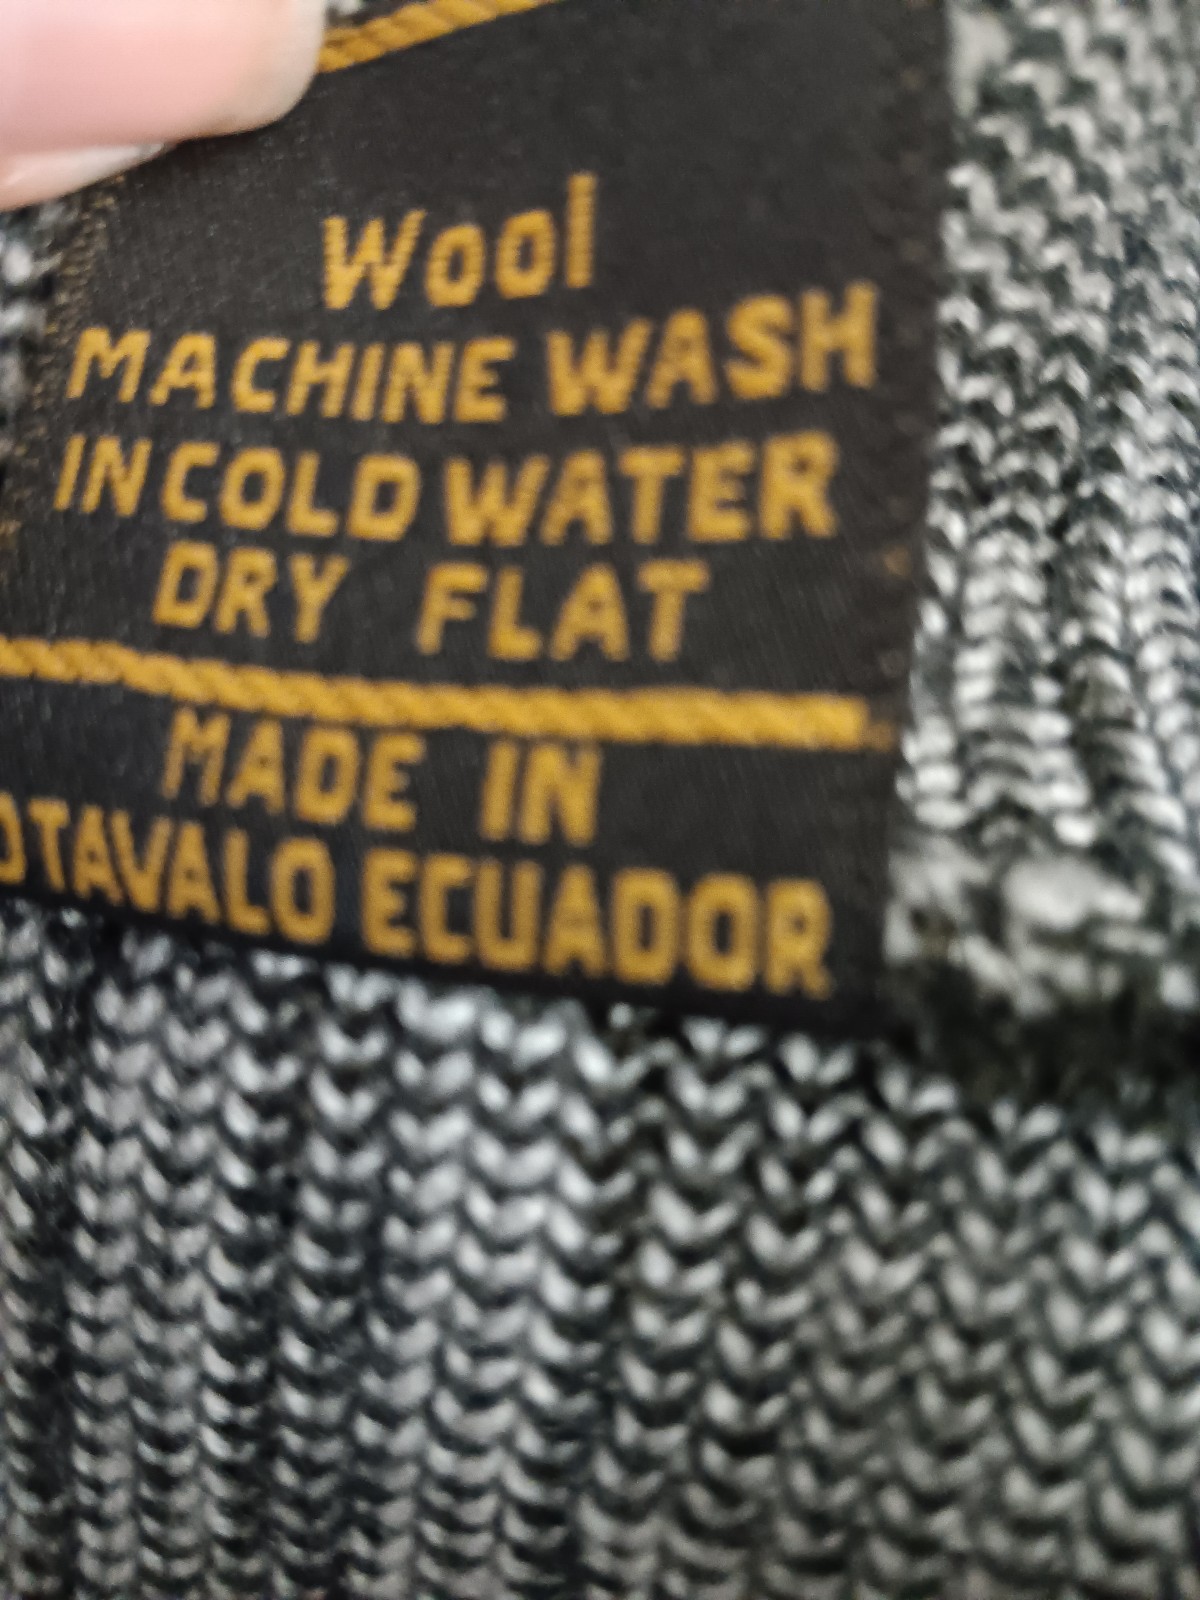 Wool
MACHINE WASH
IN COLD WATER
DRY FLAT
MADE IN
OTAVALO ECUADOR